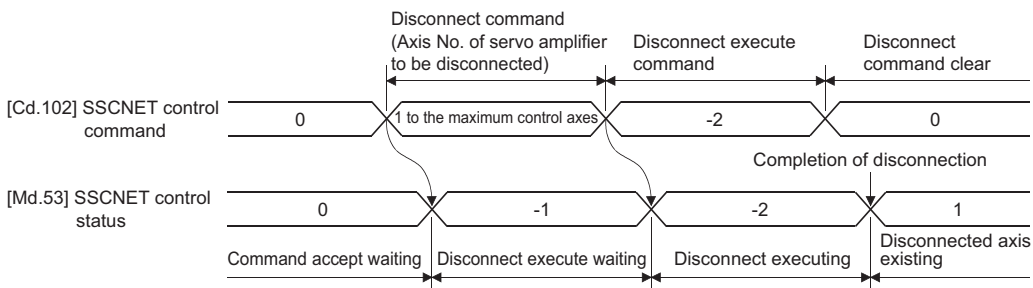 Disconnect command
(Axis No. of servo amplifier
to be disconnected)
Disconnect execute
command
Disconnect
command clear
[Cd.102] SSCNET control
command
0
1 to the maximum control axes
-2
0
Completion of disconnection
[Md.53] SSCNET control
status
0
-1
-2
1
Command accept waiting
Disconnect execute waiting
Disconnect executing
Disconnected axis
existing